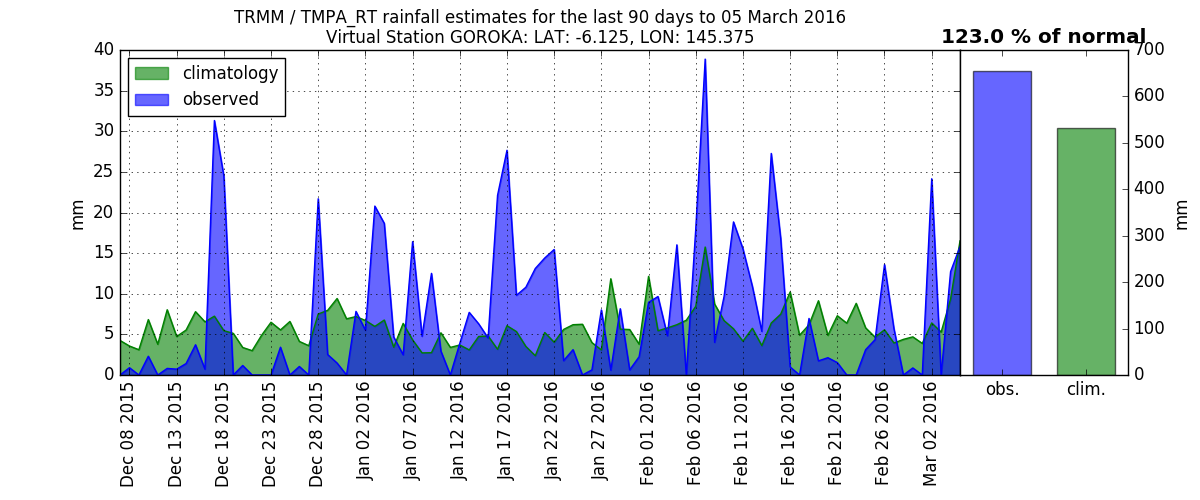 TRMM / TMPA_RT rainfall estimates for the last 90 days to 05 March 2016
Virtual Station GOROKA: LAT: -6.125, LON: 145.375
123.0 % of normal
climatology
observed
mm
40
35
30
25
20
15
10
5
0
Dec 08 2015
Dec 13 2015
Dec 18 2015
Dec 23 2015
Dec 28 2015
Jan 02 2016
Jan 07 2016
Jan 12 2016
Jan 17 2016
Jan 22 2016
Jan 27 2016
Feb 01 2016
Feb 06 2016
Feb 11 2016
Feb 16 2016
Feb 21 2016
Feb 26 2016
Mar 02 2016
obs.
clim.
700
600
500
400
300
200
100
0
mm